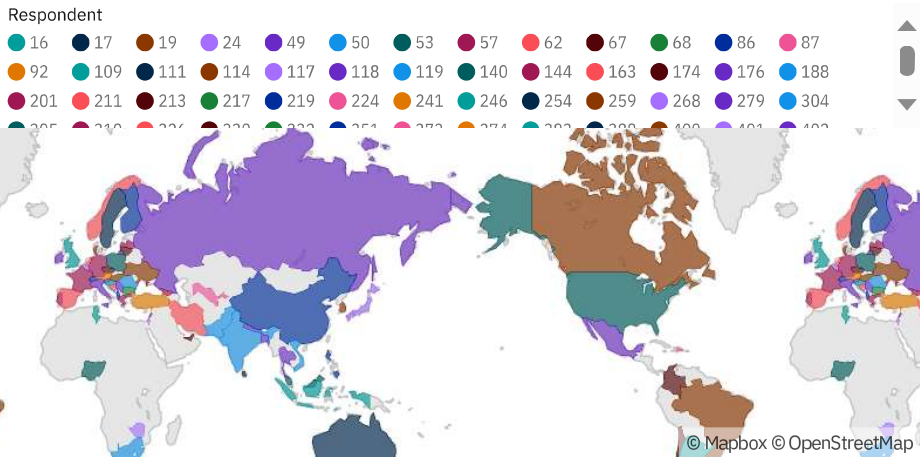 Respondent
16 17 19 24 49 50 53 57 62 67 68 86 87
92 109 111 114 117 118 119 140 144 163 174 176 188
201 211 213 217 219 224 241 246 254 259 268 279 304
© Mapbox © OpenStreetMap